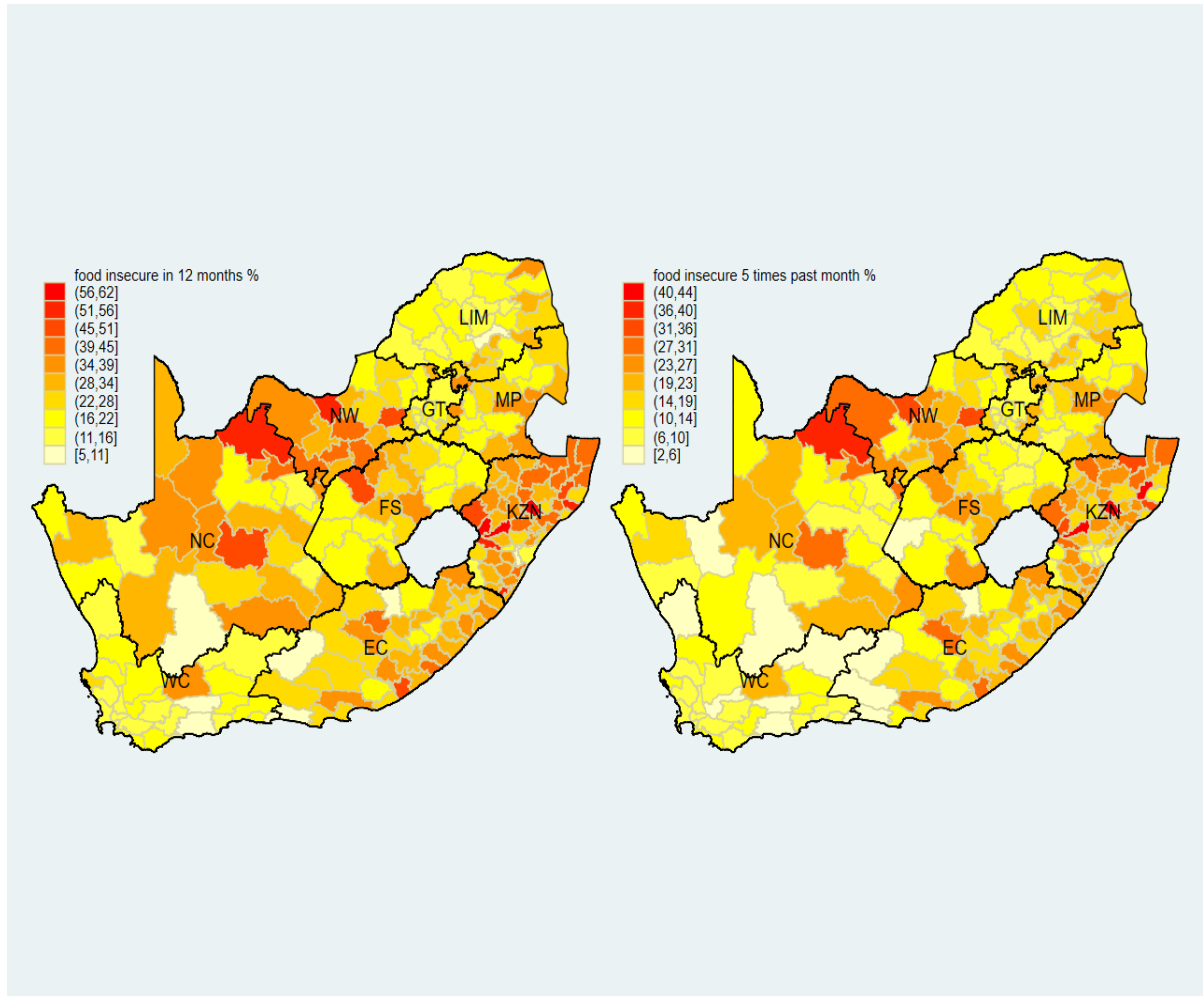 food insecure in 12 months %
(56,62]
(51,56]
(45,51]
(39,45]
(34,39]
(28,34]
(22,28]
(16,22]
(11,16]
[5,11]
LIM
NW
GT
MP
FS
KZN
NC
EC
WC
food insecure 5 times past month %
(40,44]
(36,40]
(31,36]
(27,31]
(23,27]
(19,23]
(14,19]
(10,14]
(6,10]
[2,6]
LIM
NW
GT
MP
FS
KZN
NC
EC
WC